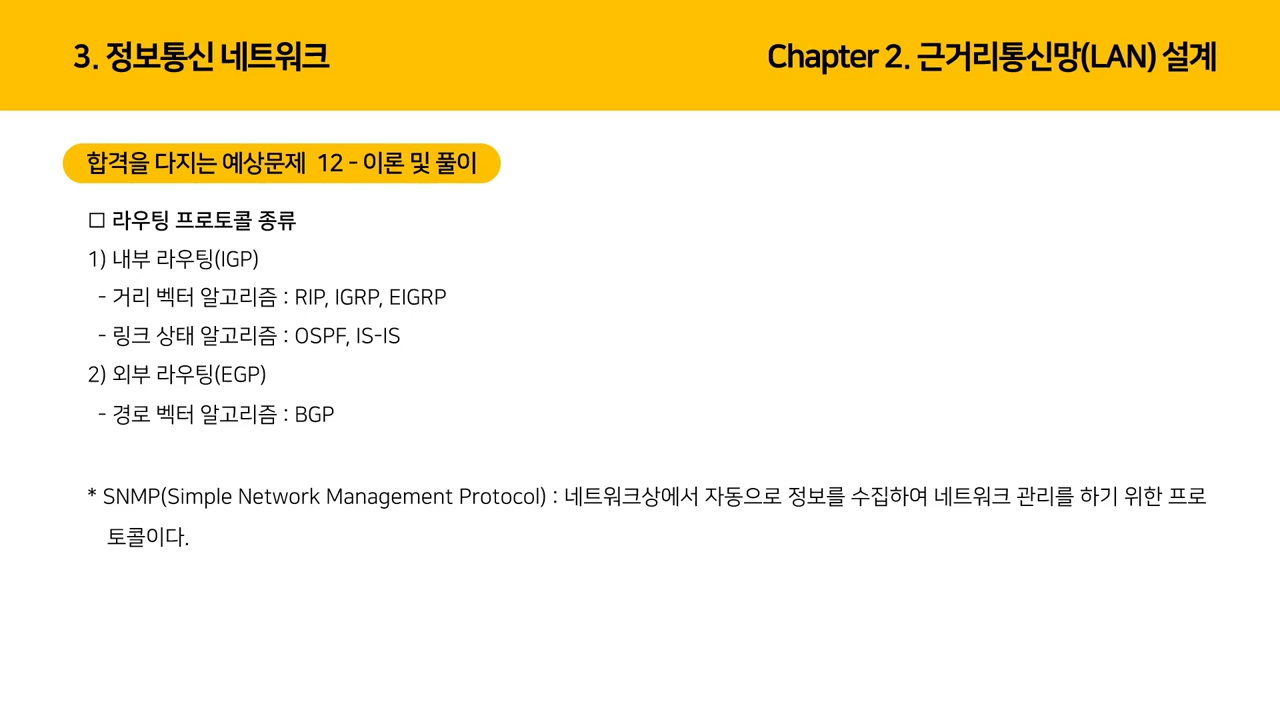 3. 정보통신 네트워크
Chapter 2. 근거리통신망(LAN) 설계
합격을 다지는 예상문제 12 - 이론 및 풀이
□ 라우팅 프로토콜 종류
1) 내부 라우팅(IGP)
- 거리 벡터 알고리즘 : RIP, IGRP, EIGRP
- 링크 상태 알고리즘 : OSPF, IS-IS
2) 외부 라우팅(EGP)
- 경로 벡터 알고리즘 : BGP
* SNMP(Simple Network Management Protocol) : 네트워크상에서 자동으로 정보를 수집하여 네트워크 관리를 하기 위한 프로
토콜이다.